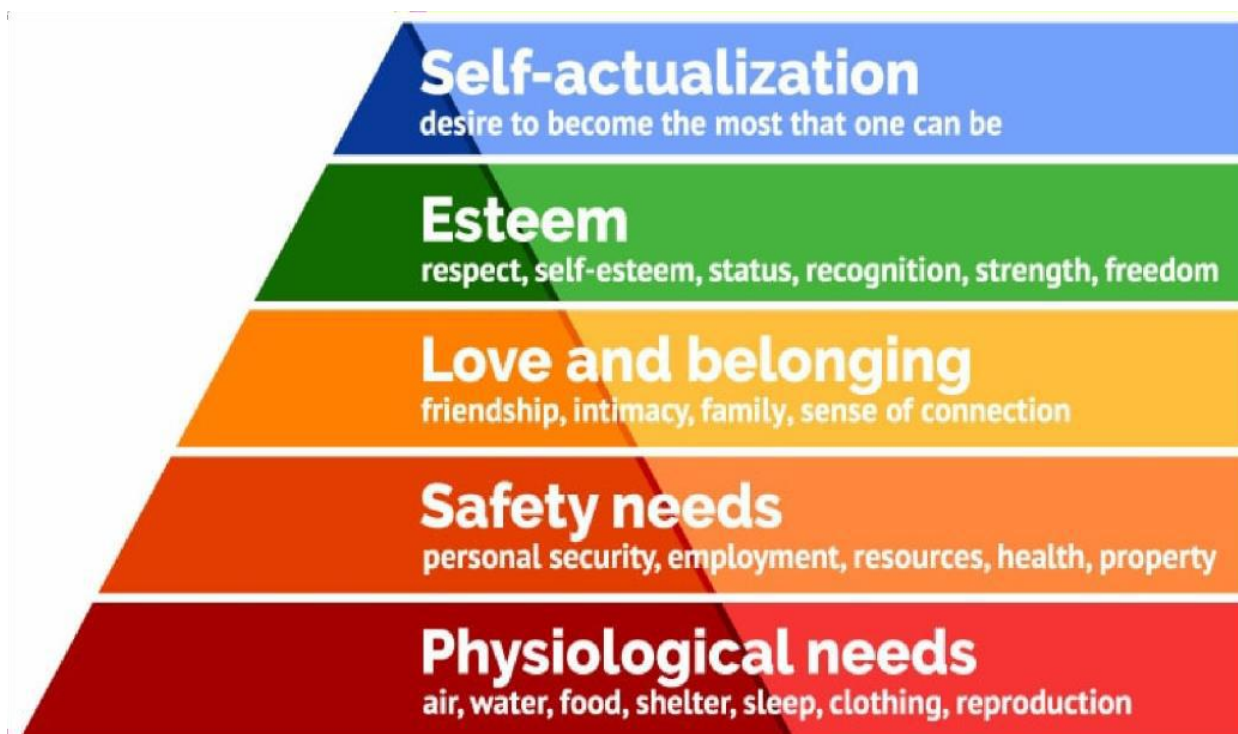 Self-actualization
desire to become the most that one can be
Esteem
respect, self-esteem, status, recognition, strength, freedom
Love and belonging
friendship, intimacy, family, sense of connection
Safety needs
personal security, employment, resources, health, property
Physiological needs
air, water, food, shelter, sleep, clothing, reproduction